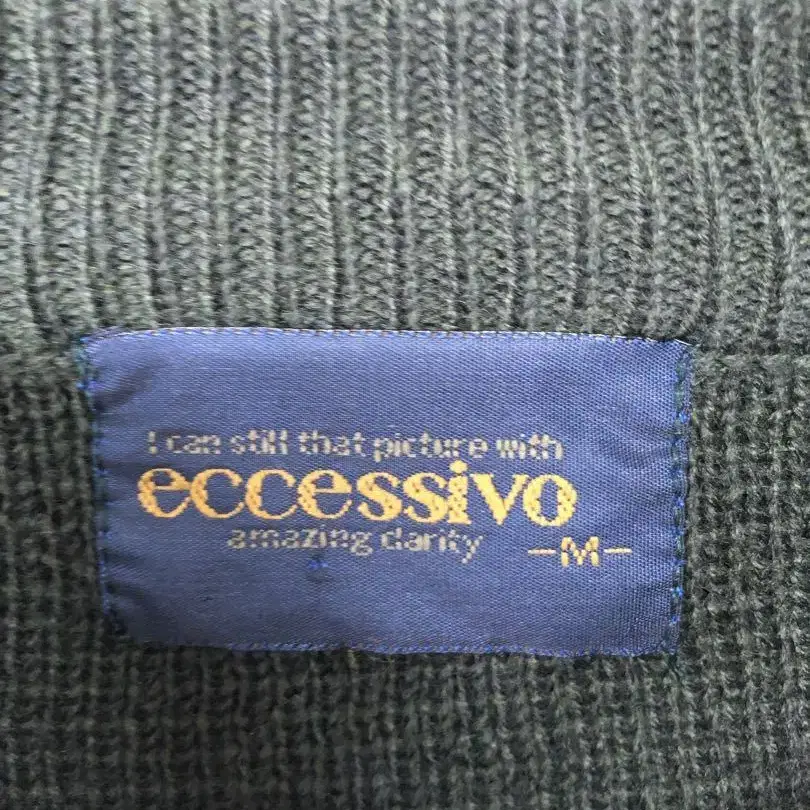 I can still that picture with
eccessivo
amazing clarity
-M-